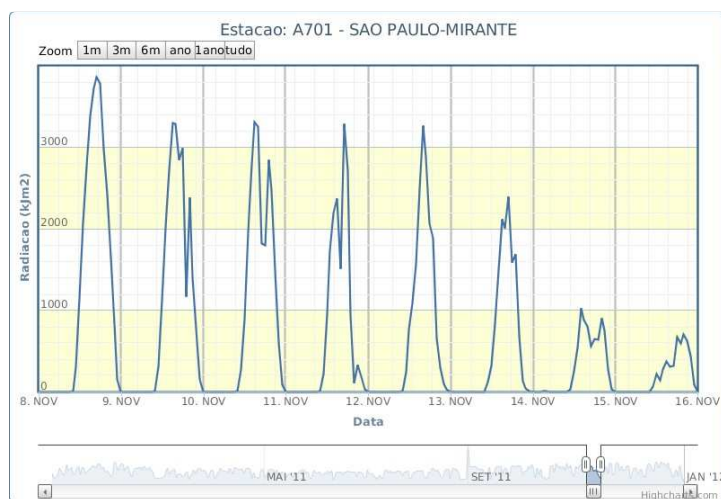 Estacao: A701 - SAO PAULO-MIRANTE
Zoom 1m 3m 6m ano 1ano tudo
Radiacao (kJm2)
3000
2000
1000
0
8. NOV 9. NOV 10. NOV 11. NOV 12. NOV 13. NOV 14. NOV 15. NOV 16. NOV
Data
MAI '11 SET '11 JAN '1
Highcharts.com